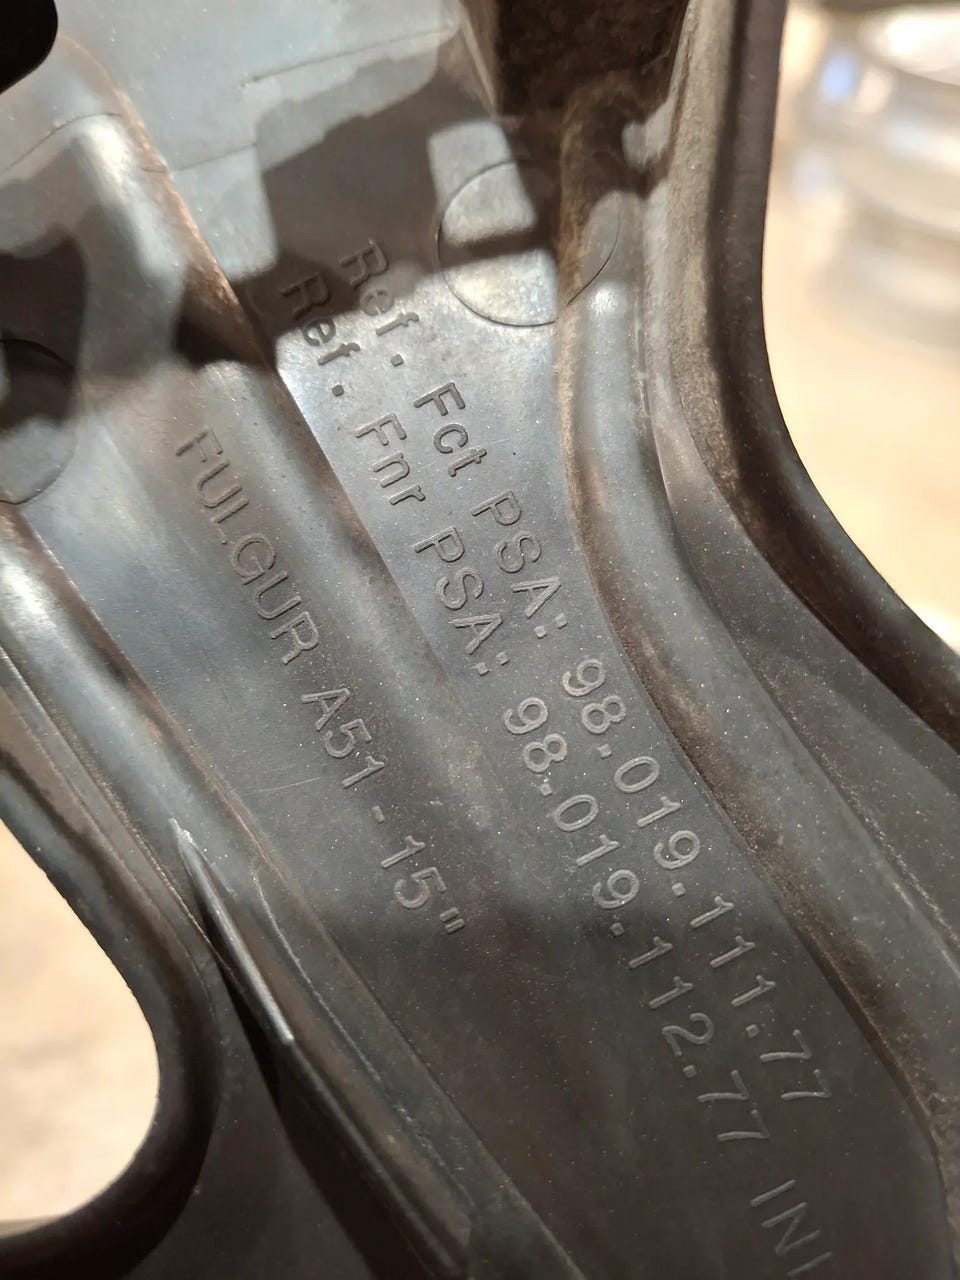 Ref. Fct PSA: 98.019.111.77
Ref. Fnr PSA: 98.019.112.77
FULGUR A51 - 15"